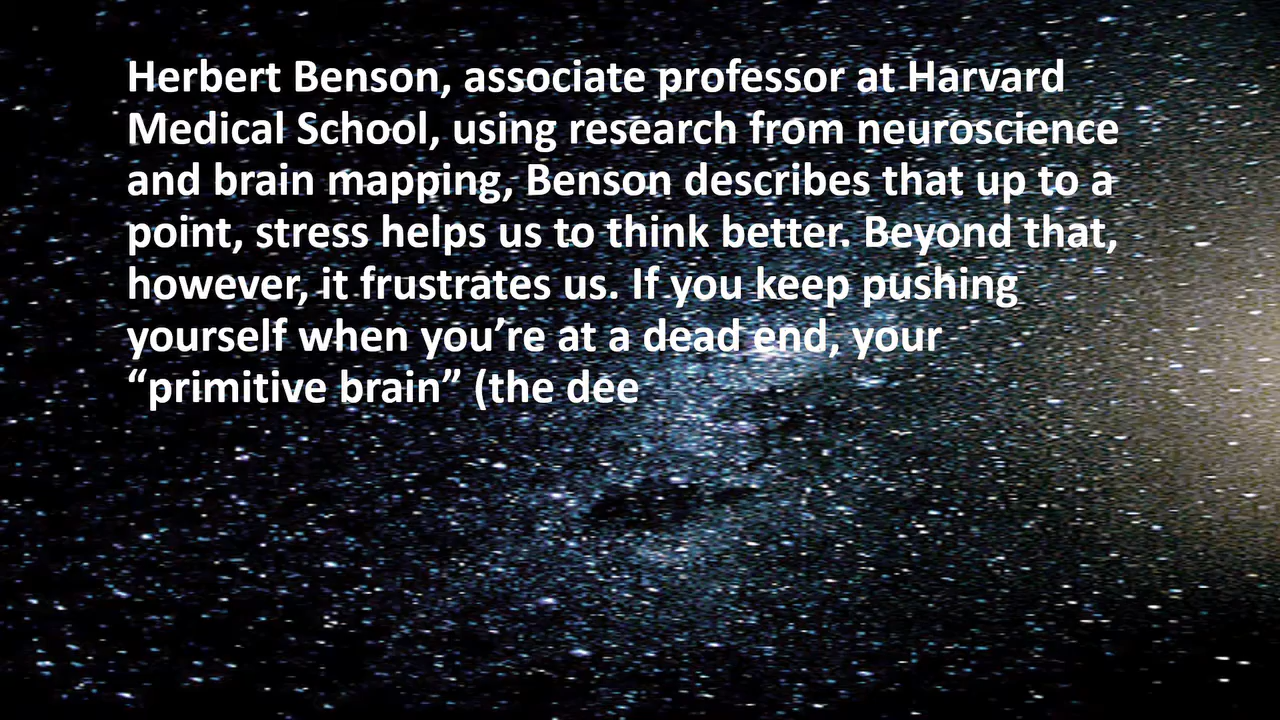 Herbert Benson, associate professor at Harvard
Medical School, using research from neuroscience
and brain mapping, Benson describes that up to a
point, stress helps us to think better. Beyond that,
however, it frustrates us. If you keep pushing
yourself when you’re at a dead end, your
“primitive brain” (the dee